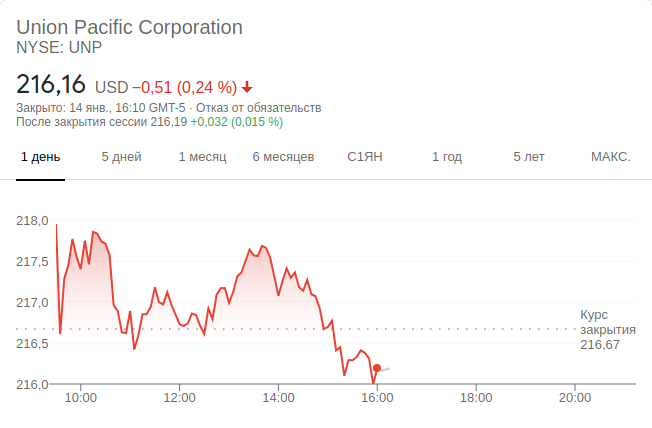 Union Pacific Corporation
NYSE: UNP
216,16 USD −0,51 (0,24 %)
Закрыто: 14 янв., 16:10 GMT-5 · Отказ от обязательств
После закрытия сессии 216,19 +0,032 (0,015 %)
1 день 5 дней 1 месяц 6 месяцев С1ЯН 1 год 5 лет МАКС.
218,0
217,5
217,0
216,5
216,0
Курс
закрытия
216,67
10:00 12:00 14:00 16:00 18:00 20:00